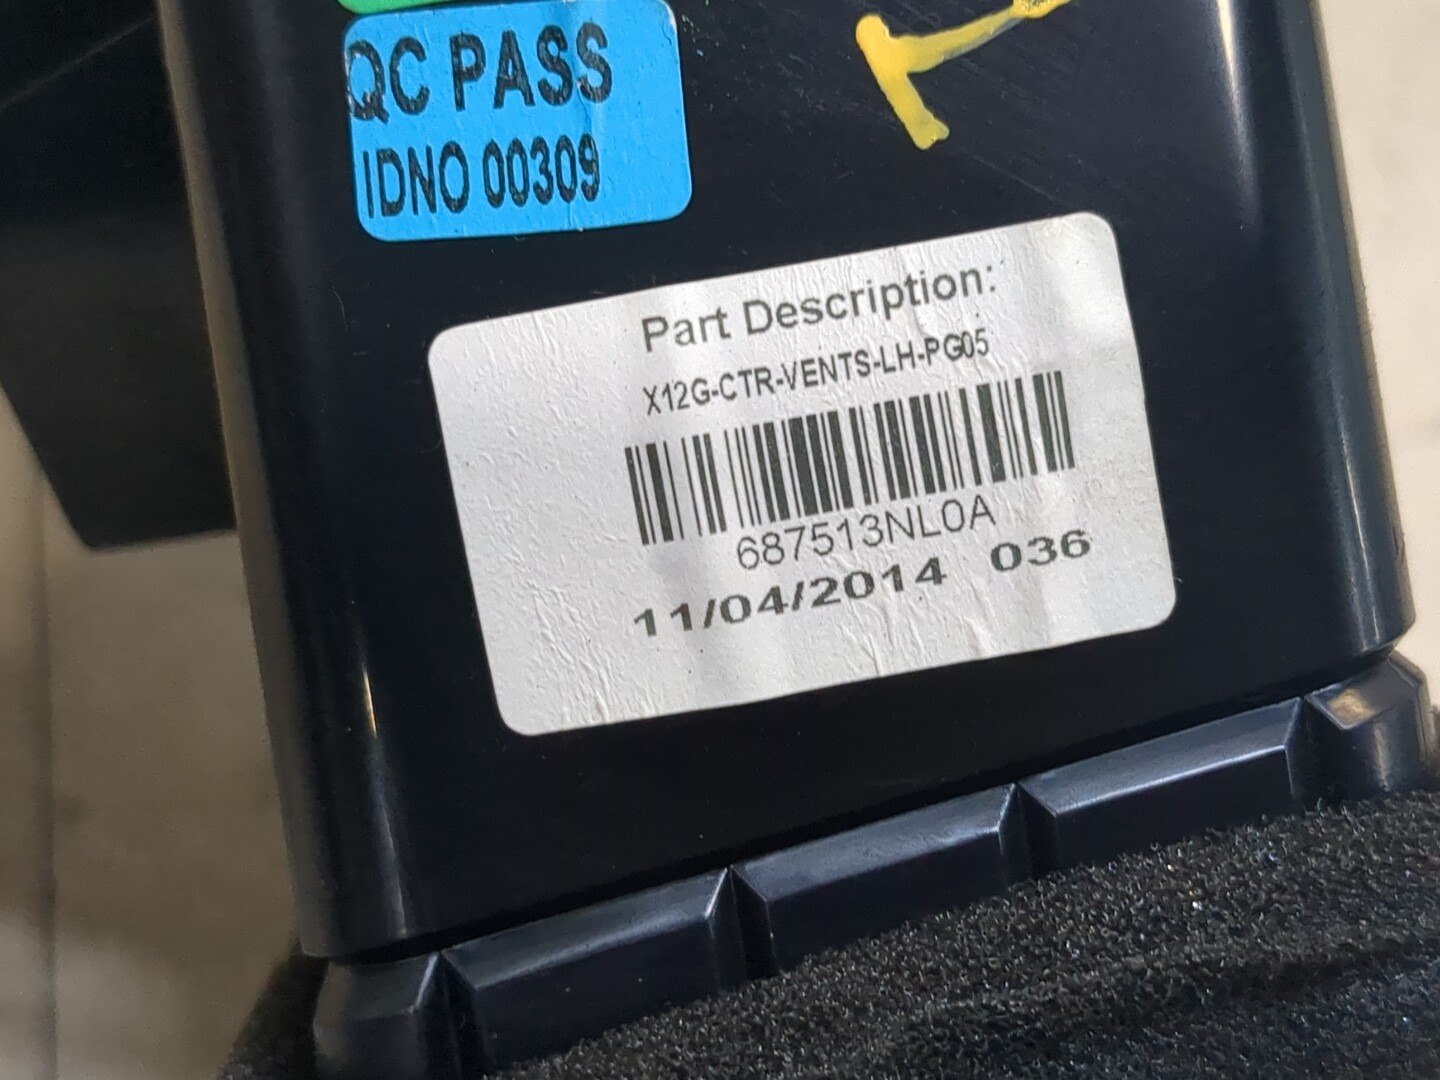 QC PASS
IDNO 00309
Part Description:
X12G-CTR-VENTS-LH-PG05
687513NL0A
11/04/2014 036